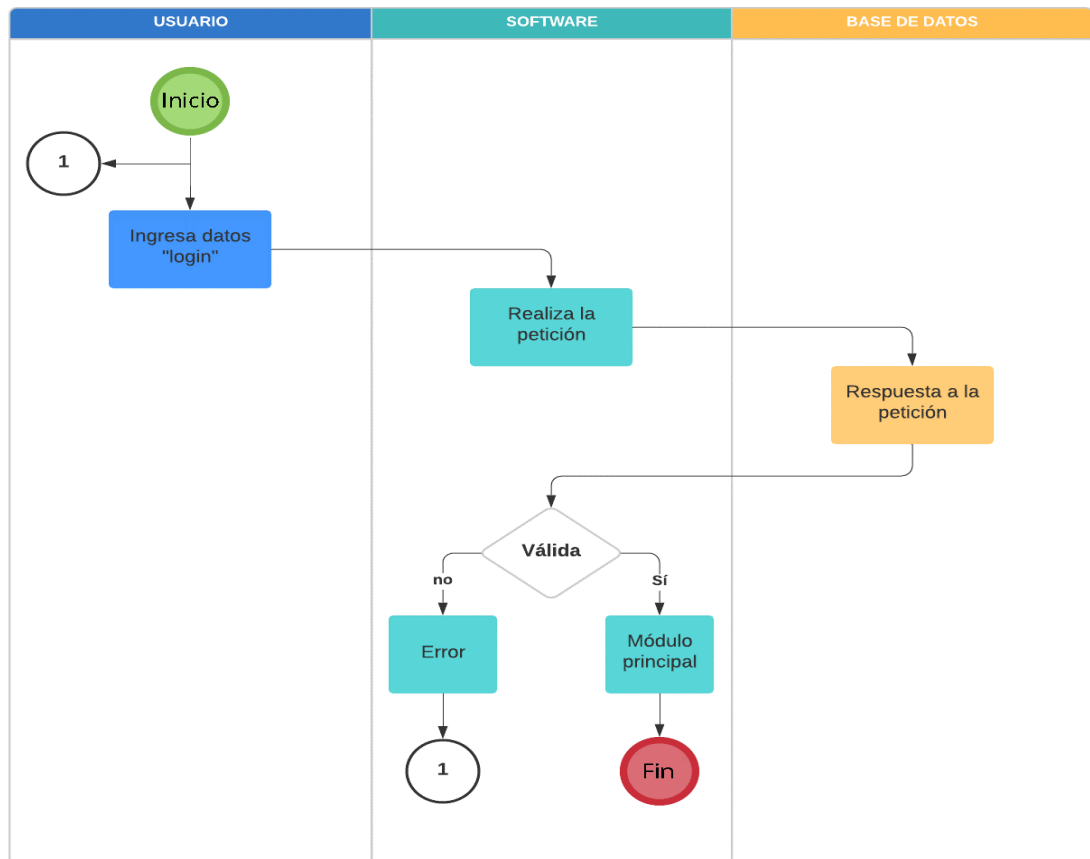 USUARIO
SOFTWARE
BASE DE DATOS
Inicio
1
Ingresa datos
"login"
Realiza la
petición
Respuesta a la
petición
Válida
no
Sí
Error
Módulo
principal
1
Fin